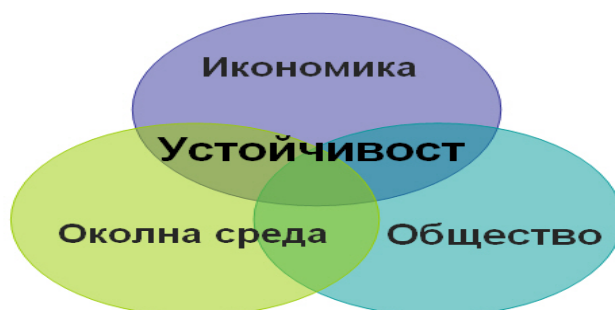 Икономика
Устойчивост
Околна среда
Общество